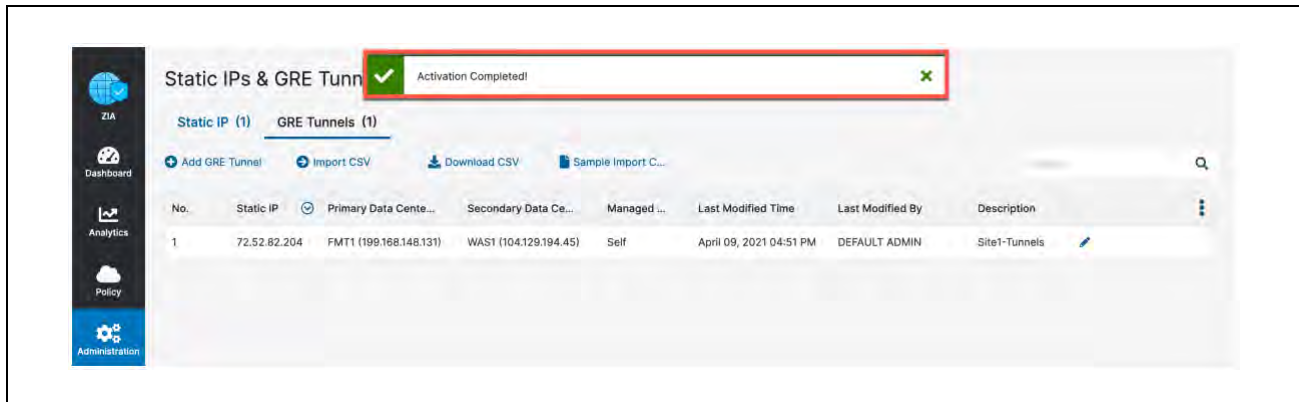 Static IPs & GRE Tunn
Activation Completed!
ZIA
Static IP (1) GRE Tunnels (1)
Add GRE Tunnel Import CSV Download CSV Sample Import C...
Dashboard
No. Static IP Primary Data Cente... Secondary Data Ce... Managed ... Last Modified Time Last Modified By Description
Analytics
1 72.52.82.204 FMT1 (199.168.148.131) WAS1 (104.129.194.45) Self April 09, 2021 04:51 PM DEFAULT ADMIN Site1-Tunnels
Policy
Administration